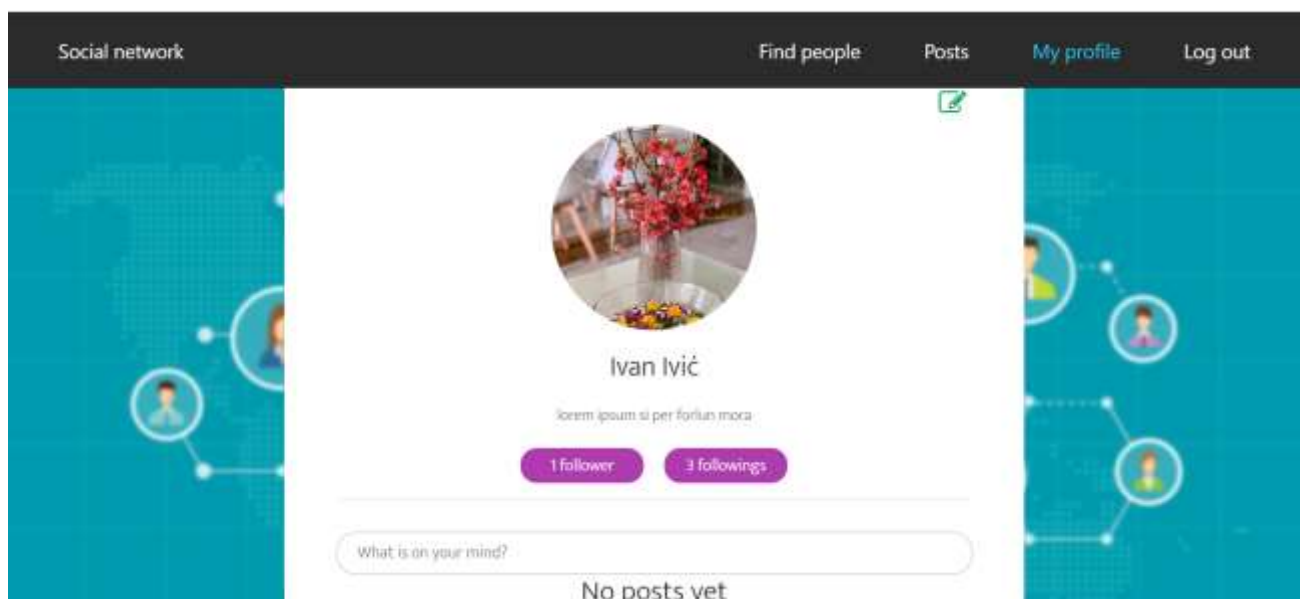 Social network Find people Posts My profile Log out
Ivan Ivić
lorem ipsum si per forlun mora
1 follower 3 followings
What is on your mind?
No posts yet